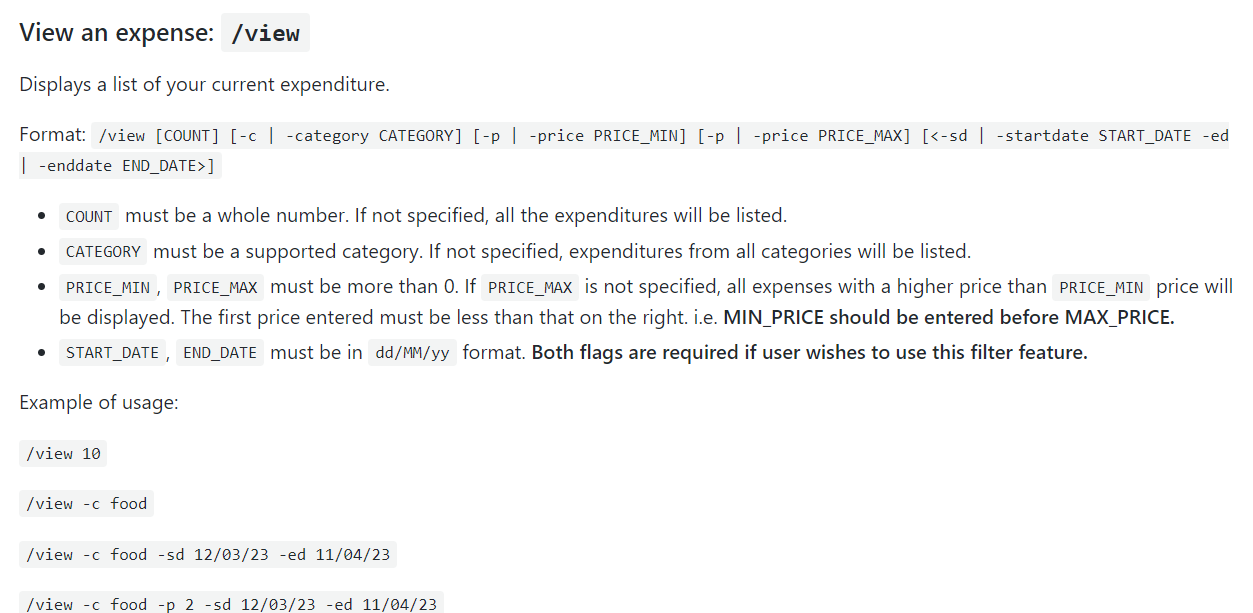 View an expense: /view
Displays a list of your current expenditure.
Format: /view [COUNT] [-c | -category CATEGORY] [-p | -price PRICE_MIN] [-p | -price PRICE_MAX] [<-sd | -startdate START_DATE -ed
| -enddate END_DATE>]
• COUNT must be a whole number. If not specified, all the expenditures will be listed.
• CATEGORY must be a supported category. If not specified, expenditures from all categories will be listed.
• PRICE_MIN, PRICE_MAX must be more than 0. If PRICE_MAX is not specified, all expenses with a higher price than PRICE_MIN price will
be displayed. The first price entered must be less than that on the right. i.e. MIN_PRICE should be entered before MAX_PRICE.
• START_DATE, END_DATE must be in dd/MM/yy format. Both flags are required if user wishes to use this filter feature.
Example of usage:
/view 10
/view -c food
/view -c food -sd 12/03/23 -ed 11/04/23
/view -c food -p 2 -sd 12/03/23 -ed 11/04/23